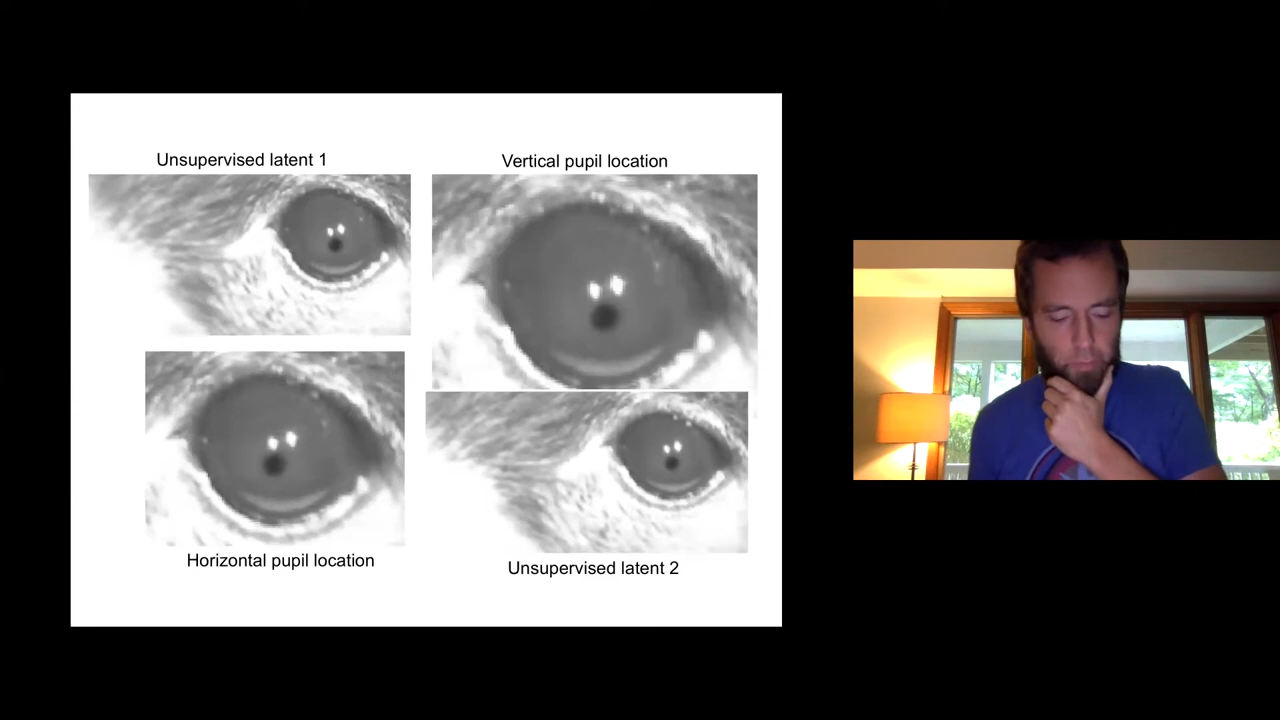 Unsupervised latent 1
Vertical pupil location
Horizontal pupil location
Unsupervised latent 2